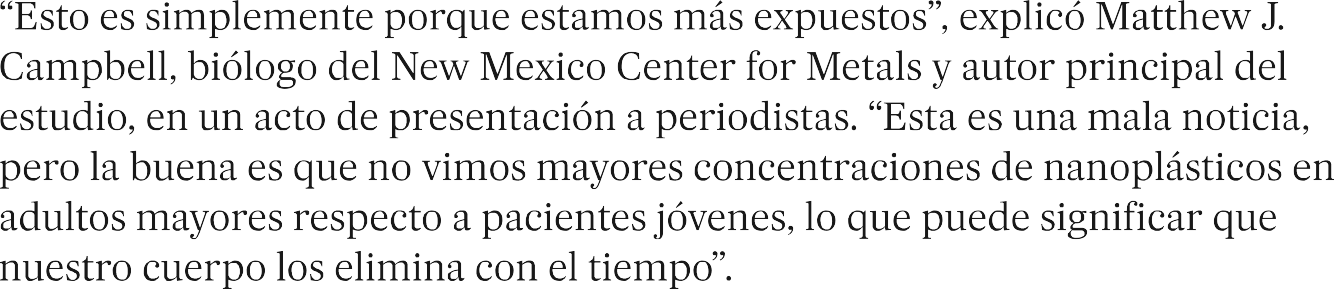 “Esto es simplemente porque estamos más expuestos”, explicó Matthew J.
Campbell, biólogo del New Mexico Center for Metals y autor principal del
estudio, en un acto de presentación a periodistas. “Esta es una mala noticia,
pero la buena es que no vimos mayores concentraciones de nanoplásticos en
adultos mayores respecto a pacientes jóvenes, lo que puede significar que
nuestro cuerpo los elimina con el tiempo”.